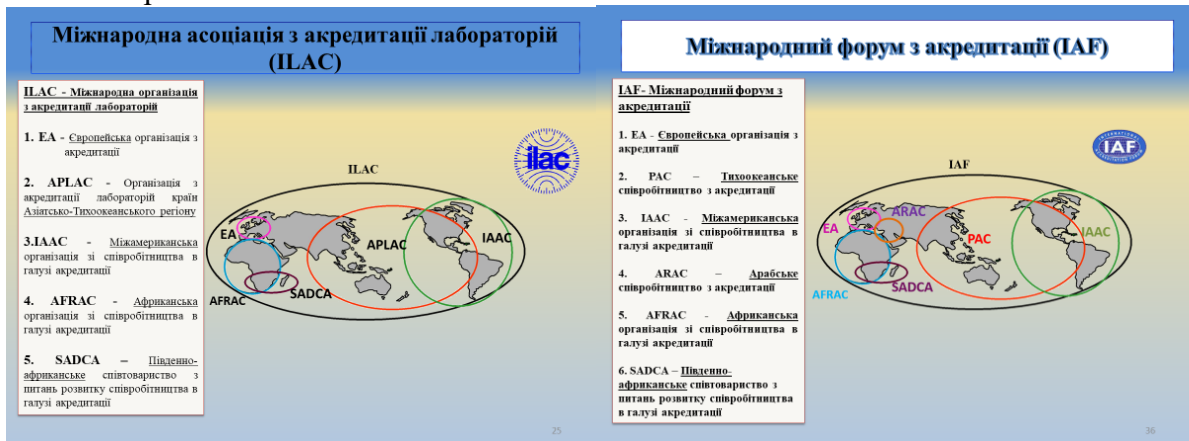 Міжнародна асоціація з акредитації лабораторій
(ILAC)
ILAC - Міжнародна організація
з акредитації лабораторій
1. EA - Європейська організація з
акредитації
2. APLAC - Організація з
акредитації лабораторій країн
Азіатсько-Тихоокеанського регіону
3.IAAC - Міжамериканська
організація зі співробітництва в
галузі акредитації
4. AFRAC - Африканська
організація зі співробітництва в
галузі акредитації
5. SADCA – Південно-
африканське співтовариство з
питань розвитку співробітництва в
галузі акредитації
ilac
ILAC
EA
APLAC
IAAC
AFRAC
SADCA
25
Міжнародний форум з акредитації (IAF)
IAF- Міжнародний форум з
акредитації
1. EA - Європейська організація з
акредитації
2. PAC – Тихоокеанське
співробітництво з акредитації
3. IAAC - Міжамериканська
організація зі співробітництва в
галузі акредитації
4. ARAC – Арабське
співробітництво з акредитації
5. AFRAC - Африканська
організація зі співробітництва в
галузі акредитації
6. SADCA – Південно-
африканське співтовариство з
питань розвитку співробітництва
в галузі акредитації
IAF
IAF
EA
ARAC
PAC
IAAC
AFRAC
SADCA
36